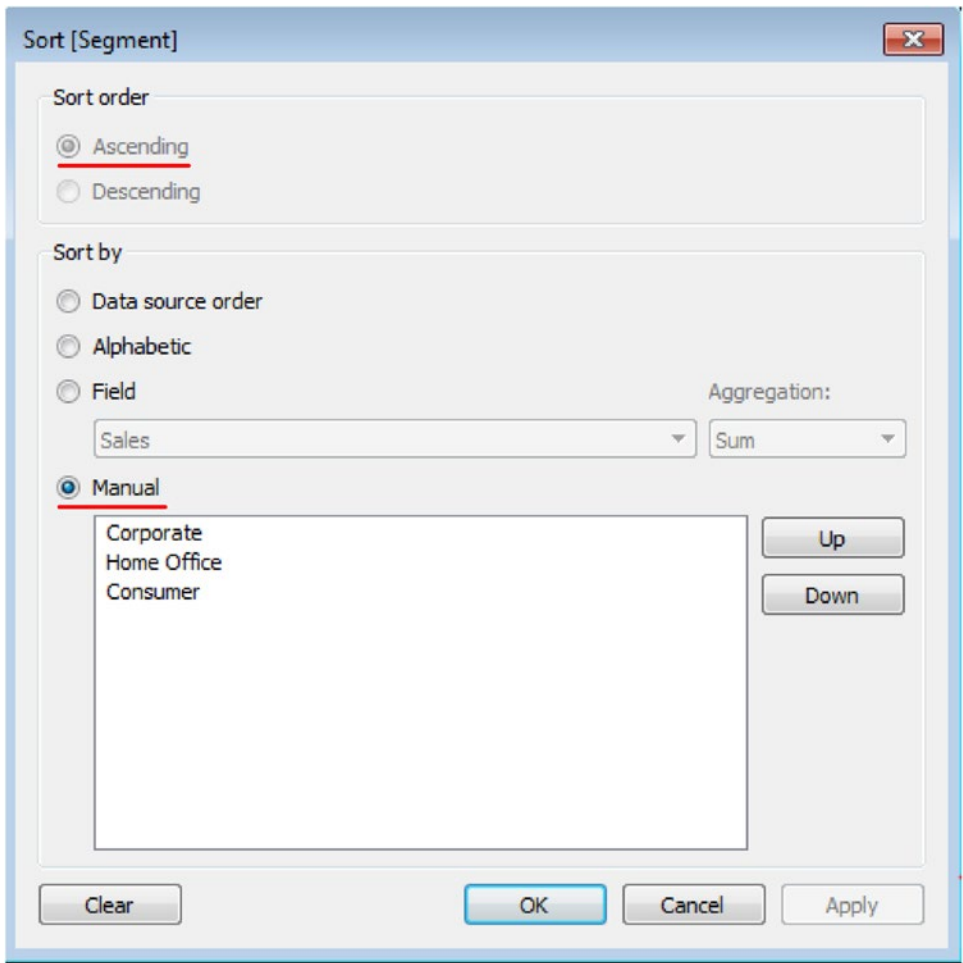 Sort [Segment]
Sort order
Ascending
Descending
Sort by
Data source order
Alphabetic
Field
Aggregation:
Sales
Sum
Manual
Corporate
Home Office
Consumer
Up
Down
Clear
OK
Cancel
Apply